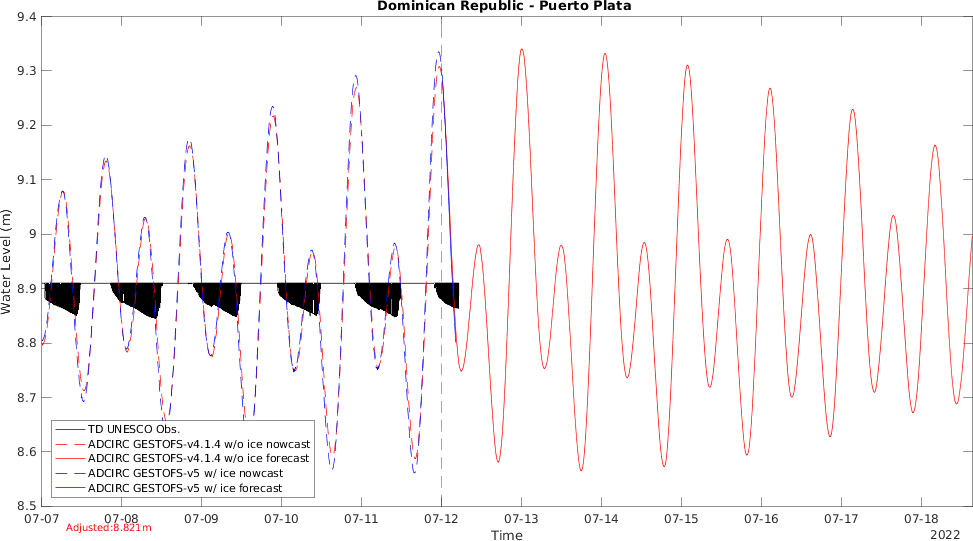 Dominican Republic - Puerto Plata
9.4
9.3
9.2
9.1
9
8.9
8.8
8.7
8.6
8.5
Water Level (m)
TD UNESCO Obs.
ADCIRC GESTOFS-v4.1.4 w/o ice nowcast
ADCIRC GESTOFS-v4.1.4 w/o ice forecast
ADCIRC GESTOFS-v5 w/ ice nowcast
ADCIRC GESTOFS-v5 w/ ice forecast
07-07 07-08 07-09 07-10 07-11 07-12 07-13 07-14 07-15 07-16 07-17 07-18
Adjusted:8.821m
Time
2022